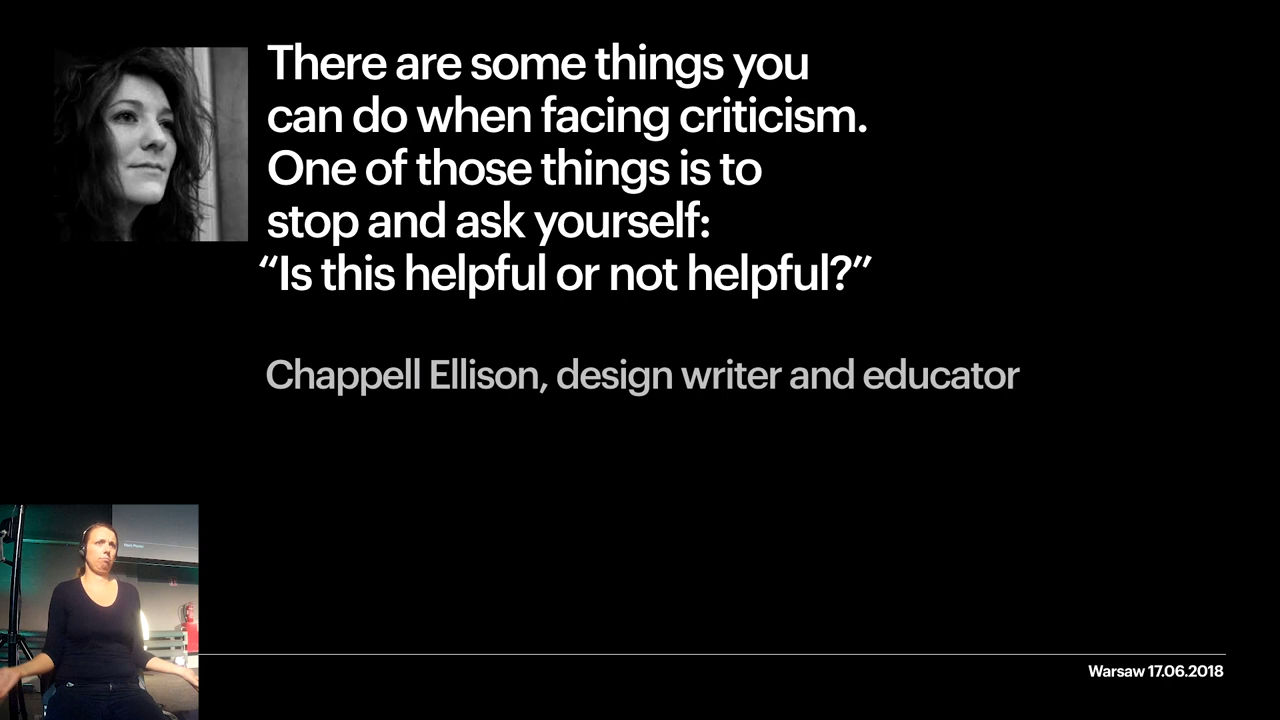 There are some things you
can do when facing criticism.
One of those things is to
stop and ask yourself:
“Is this helpful or not helpful?”
Chappell Ellison, design writer and educator
Warsaw 17.06.2018